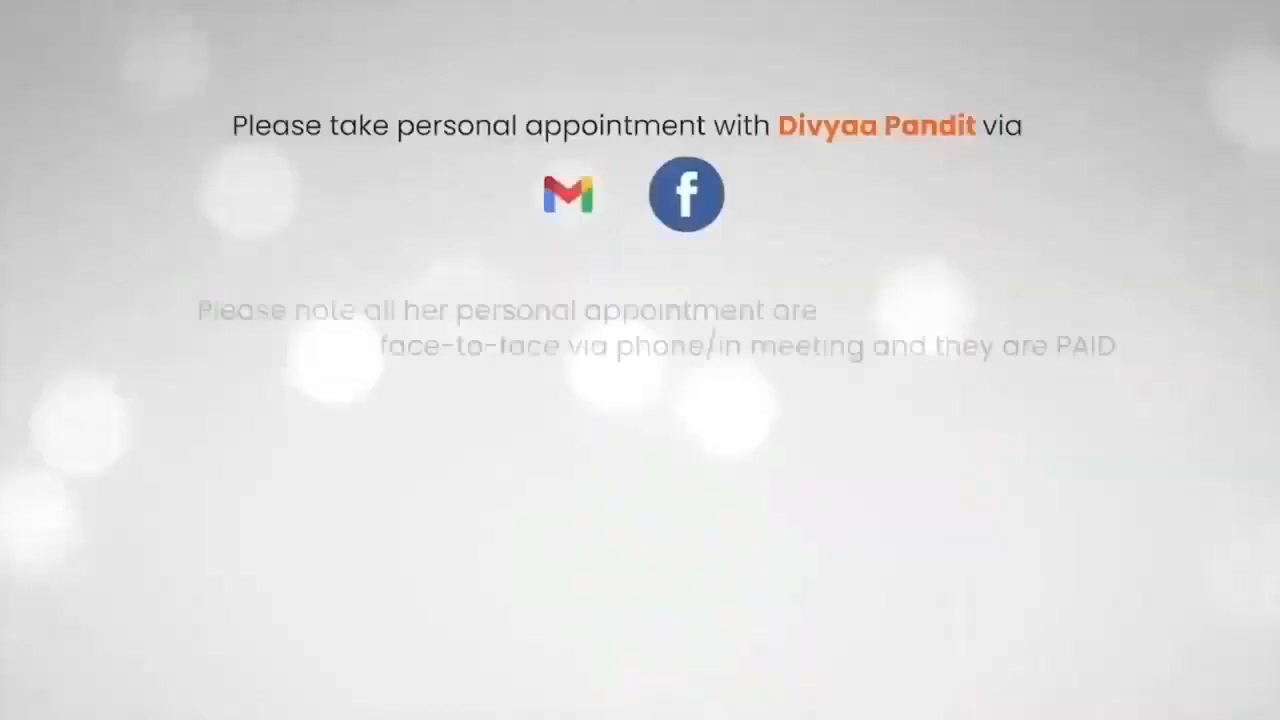 Please take personal appointment with Divyaa Pandit via
f
Please note all her personal appointment are
face-to-face via phone/in meeting and they are PAID